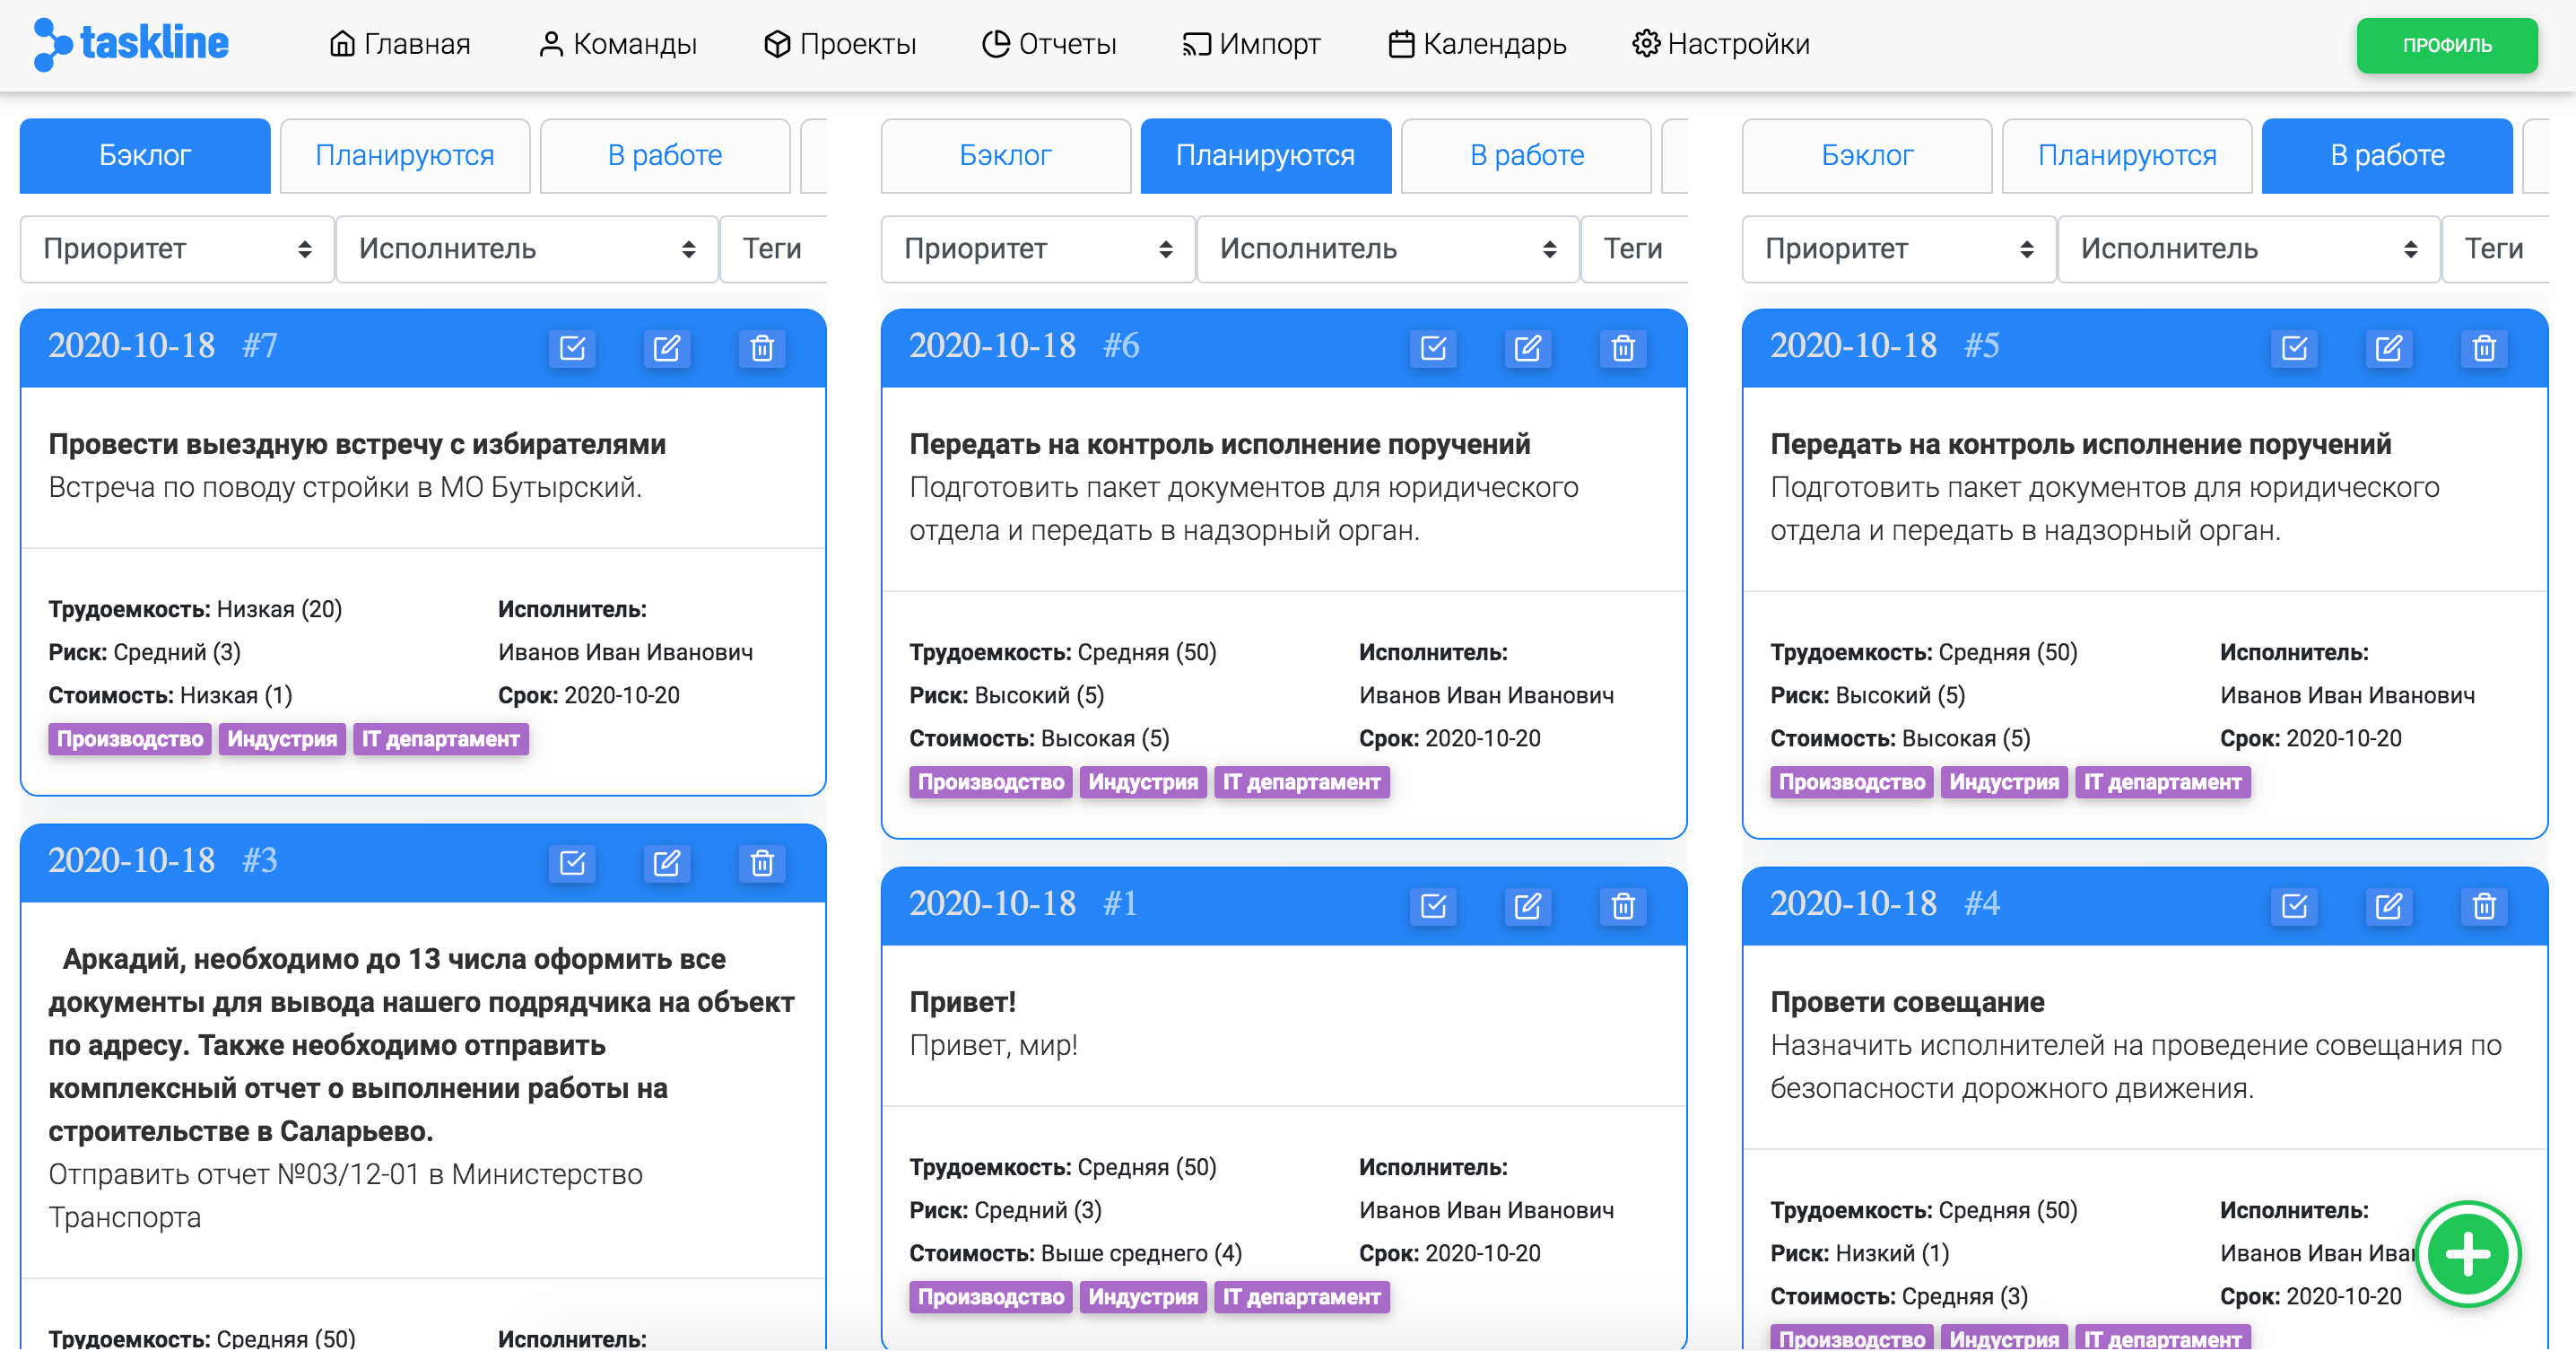 taskline
Главная
Команды
Проекты
Отчеты
Импорт
Календарь
Настройки
ПРОФИЛЬ
Бэклог
Планируются
В работе
Приоритет
Исполнитель
Теги
2020-10-18 #7
Провести выездную встречу с избирателями
Встреча по поводу стройки в МО Бутырский.
Трудоемкость: Низкая (20)
Риск: Средний (3)
Стоимость: Низкая (1)
Исполнитель:
Иванов Иван Иванович
Срок: 2020-10-20
Производство Индустрия IT департамент
2020-10-18 #3
Аркадий, необходимо до 13 числа оформить все
документы для вывода нашего подрядчика на объект
по адресу. Также необходимо отправить
комплексный отчет о выполнении работы на
строительстве в Саларьево.
Отправить отчет №03/12-01 в Министерство
Транспорта
Трудоемкость: Средняя (50)
Исполнитель:
Бэклог
Планируются
В работе
Приоритет
Исполнитель
Теги
2020-10-18 #6
Передать на контроль исполнение поручений
Подготовить пакет документов для юридического
отдела и передать в надзорный орган.
Трудоемкость: Средняя (50)
Риск: Высокий (5)
Стоимость: Высокая (5)
Исполнитель:
Иванов Иван Иванович
Срок: 2020-10-20
Производство Индустрия IT департамент
2020-10-18 #1
Привет!
Привет, мир!
Трудоемкость: Средняя (50)
Риск: Средний (3)
Стоимость: Выше среднего (4)
Исполнитель:
Иванов Иван Иванович
Срок: 2020-10-20
Производство Индустрия IT департамент
Бэклог
Планируются
В работе
Приоритет
Исполнитель
Теги
2020-10-18 #5
Передать на контроль исполнение поручений
Подготовить пакет документов для юридического
отдела и передать в надзорный орган.
Трудоемкость: Средняя (50)
Риск: Высокий (5)
Стоимость: Высокая (5)
Исполнитель:
Иванов Иван Иванович
Срок: 2020-10-20
Производство Индустрия IT департамент
2020-10-18 #4
Провети совещание
Назначить исполнителей на проведение совещания по
безопасности дорожного движения.
Трудоемкость: Средняя (50)
Риск: Низкий (1)
Стоимость: Средняя (3)
Исполнитель:
Иванов Иван
Срок: 2020-10-20
Производство Индустрия IT департамент